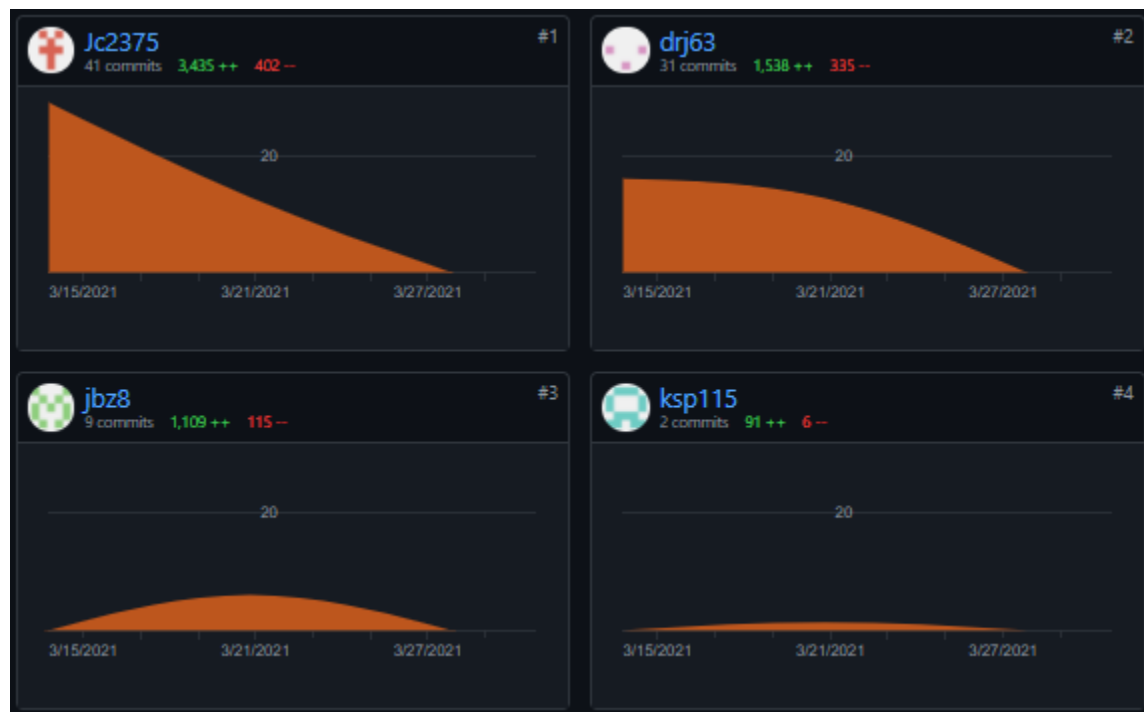 Jc2375 #1
41 commits 3,435 ++ 402 --
20
3/15/2021 3/21/2021 3/27/2021
drj63 #2
31 commits 1,538 ++ 335 --
20
3/15/2021 3/21/2021 3/27/2021
jbz8 #3
9 commits 1,109 ++ 115 --
20
3/15/2021 3/21/2021 3/27/2021
ksp115 #4
2 commits 91 ++ 6 --
20
3/15/2021 3/21/2021 3/27/2021